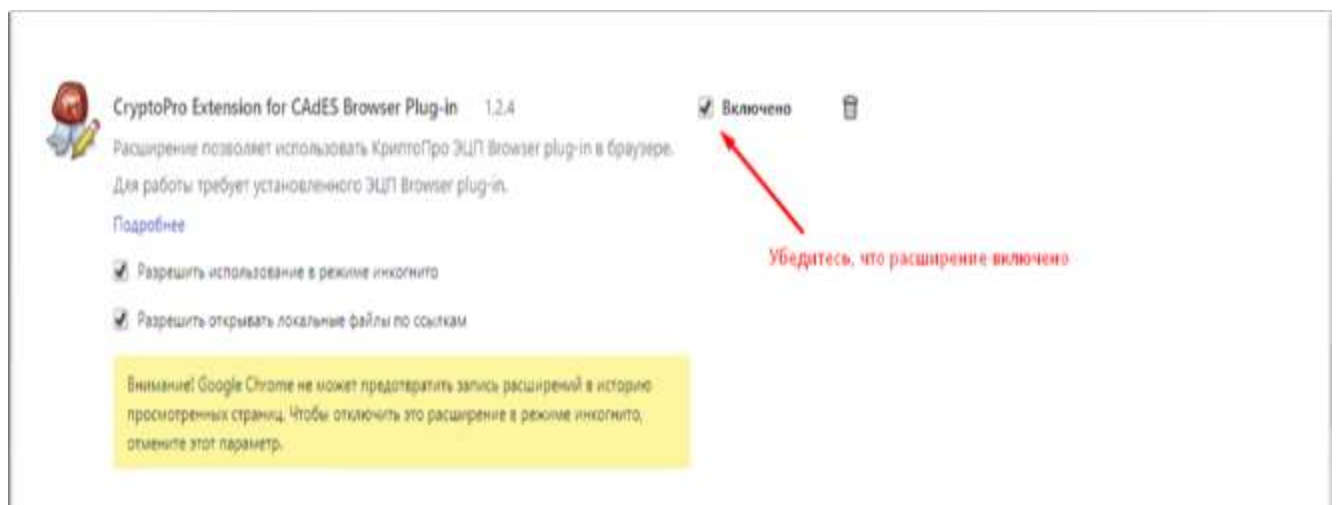 CryptoPro Extension for CAdES Browser Plug-in 1.2.4 Включено
Расширение позволяет использовать КриптоПро ЭЦП Browser plug-in в браузере.
Для работы требует установленного ЭЦП Browser plug-in.
Подробнее
Убедитесь, что расширение включено
Разрешить использование в режиме инкогнито
Разрешить открывать локальные файлы по ссылкам
Внимание! Google Chrome не может предотвратить запись расширений в историю
просмотренных страниц. Чтобы отключить это расширение в режиме инкогнито,
отмените этот параметр.